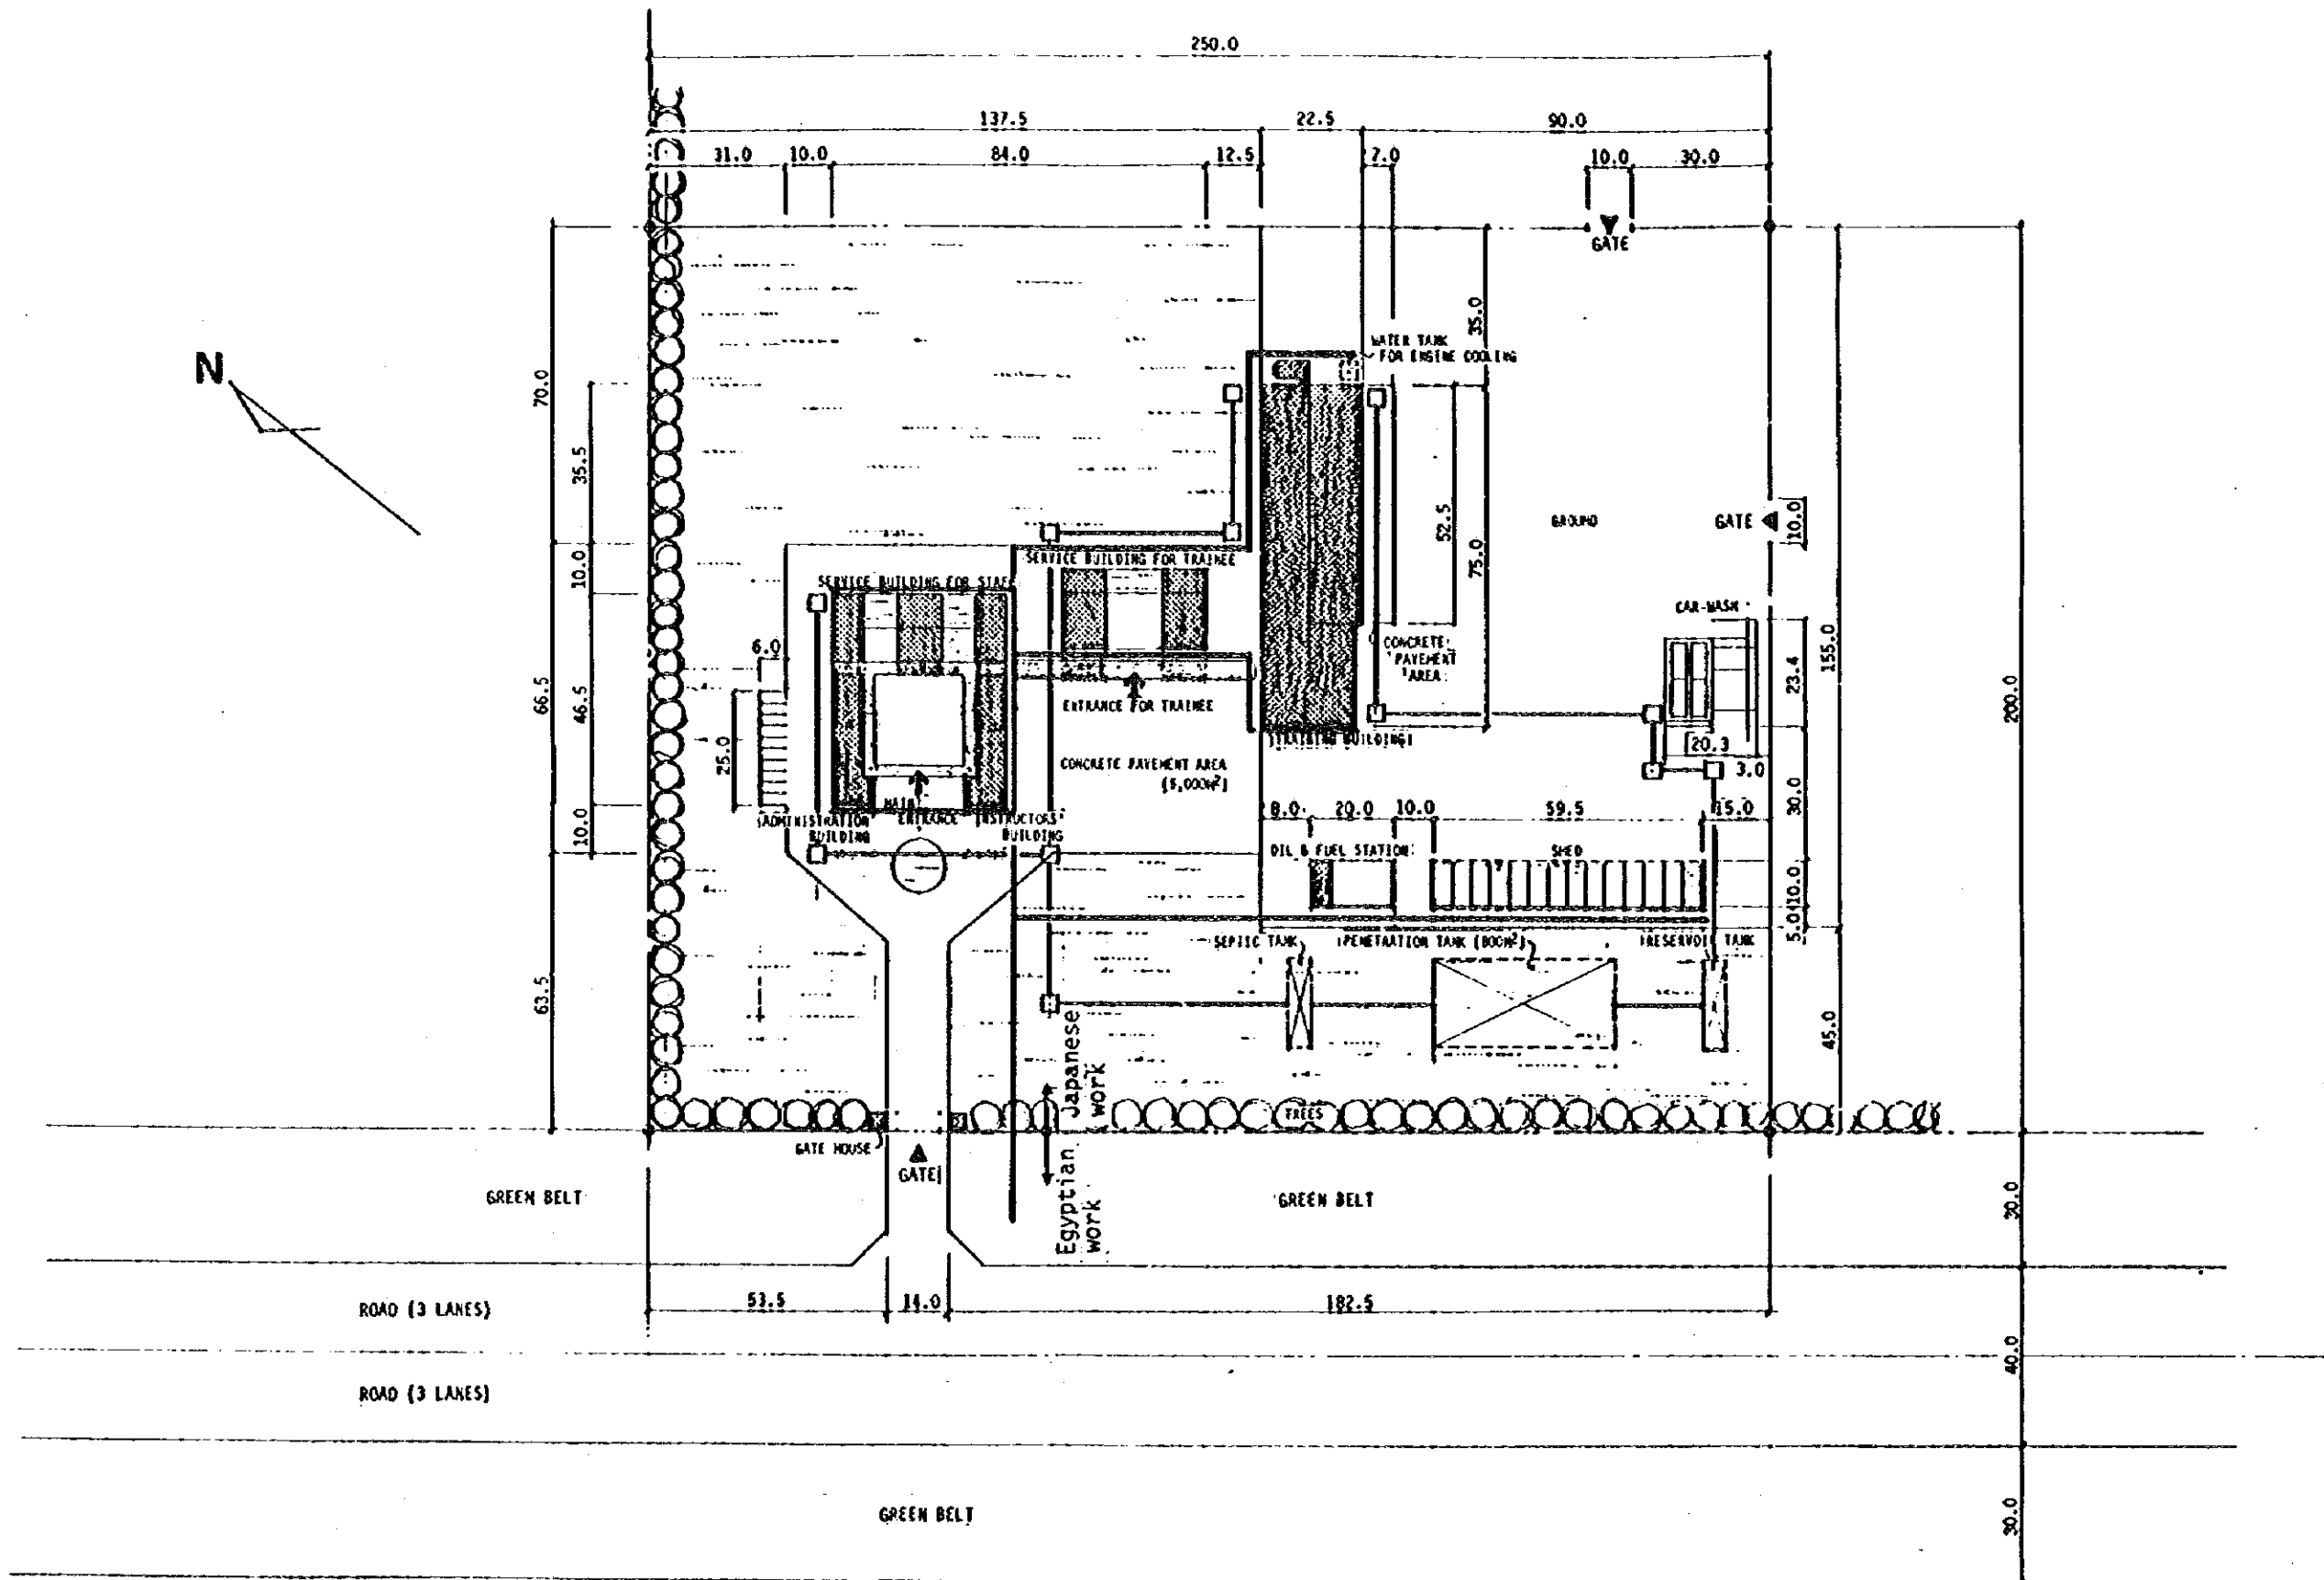 250.0
137.5
22.5
90.0
31.0
10.0
84.0
12.5
7.0
10.0
30.0
GATE
N
WATER TANK
FOR ENGINE COOLING
35.0
70.0
35.5
52.5
75.0
GROUND
GATE
10.0
SERVICE BUILDING FOR TRAINEE
SERVICE BUILDING FOR STAFF
10.0
CAR-WASH
6.0
CONCRETE
PAVEMENT
AREA
155.0
23.4
200.0
66.5
46.5
25.0
ENTRANCE FOR TRAINEE
TRAINING BUILDING
20.3
3.0
CONCRETE PAVEMENT AREA
(5,000M²)
MAIN
ENTRANCE
ADMINISTRATION
BUILDING
INSTRUCTORS'
BUILDING
10.0
8.0
20.0
10.0
59.5
15.0
30.0
OIL & FUEL STATION
SHED
10.0
5.0
SEPTIC TANK
PENETRATION TANK (800M²)
RESERVOIR TANK
63.5
45.0
Japanese
work
TREES
GATE HOUSE
GATE
Egyptian
work
GREEN BELT
GREEN BELT
53.5
14.0
182.5
ROAD (3 LANES)
40.0
ROAD (3 LANES)
GREEN BELT
30.0